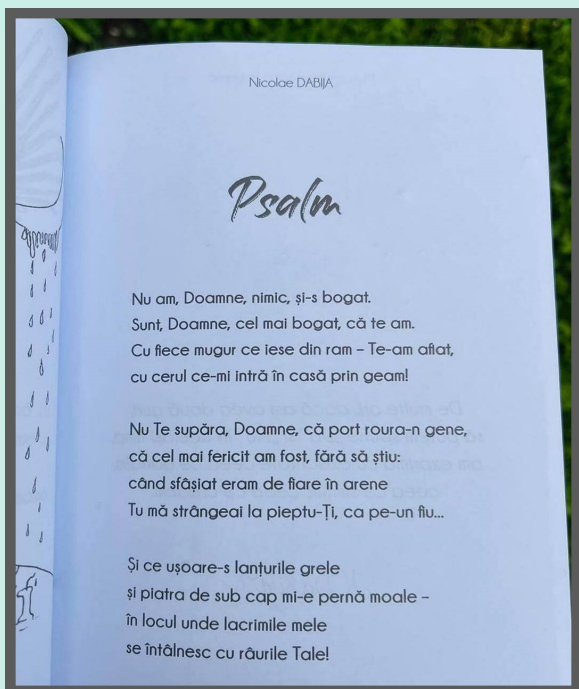 Nicolae DABIJA
Psalm
Nu am, Doamne, nimic, și-s bogat.
Sunt, Doamne, cel mai bogat, că te am.
Cu fiece mugur ce iese din ram – Te-am aflat,
cu cerul ce-mi intră în casă prin geam!
Nu Te supăra, Doamne, că port roura-n gene,
că cel mai fericit am fost, fără să știu:
când sfâșiat eram de fiare în arene
Tu mă strângeai la pieptu-Ți, ca pe-un fiu...
Și ce ușoare-s lanțurile grele
și piatra de sub cap mi-e pernă moale –
în locul unde lacrimile mele
se întâlnesc cu râurile Tale!